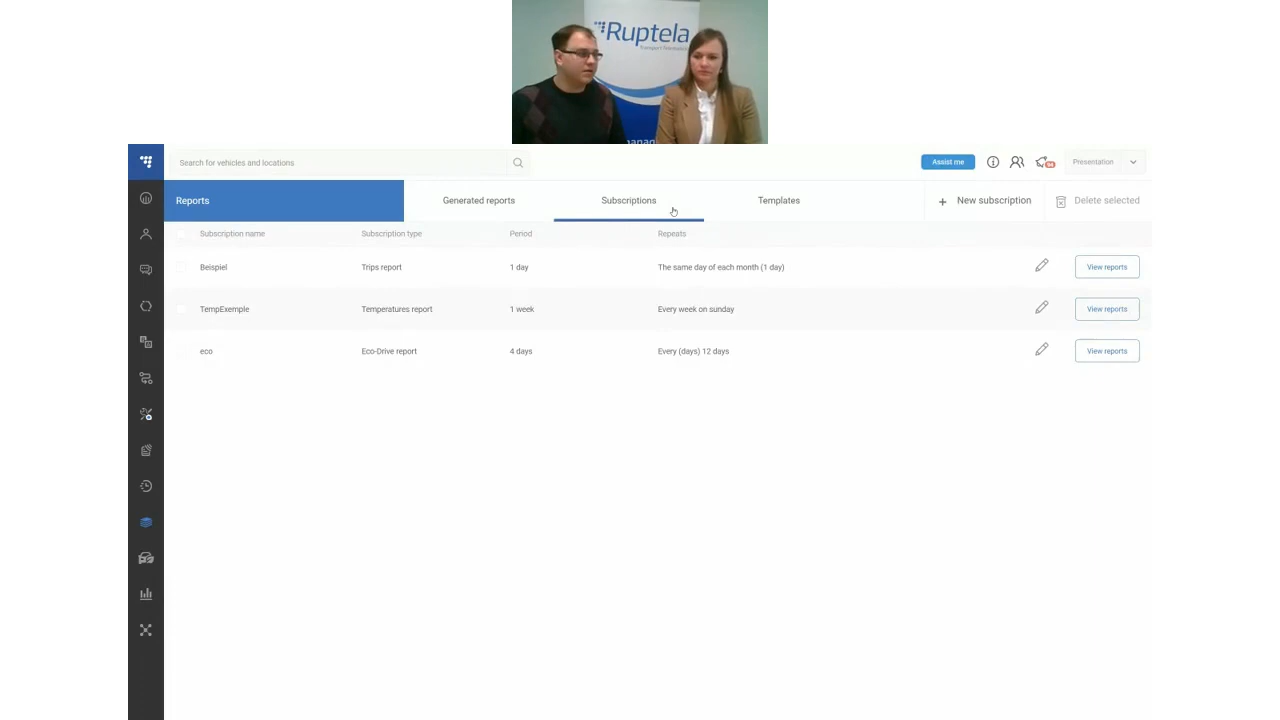 Ruptela
Search for vehicles and locations
Assist me
Presentation
Reports
Generated reports
Subscriptions
Templates
+ New subscription
Delete selected
Subscription name Subscription type Period Repeats
Beispiel Trips report 1 day The same day of each month (1 day) View reports
TempExemple Temperatures report 1 week Every week on sunday View reports
eco Eco-Drive report 4 days Every (days) 12 days View reports